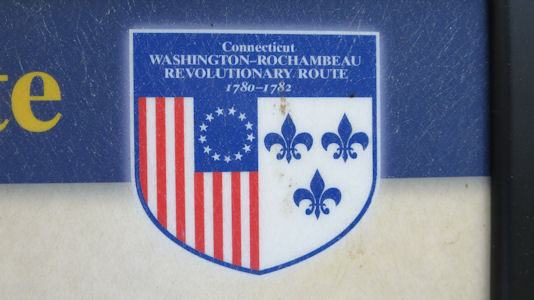 te
Connecticut
WASHINGTON–ROCHAMBEAU
REVOLUTIONARY ROUTE
1780–1782